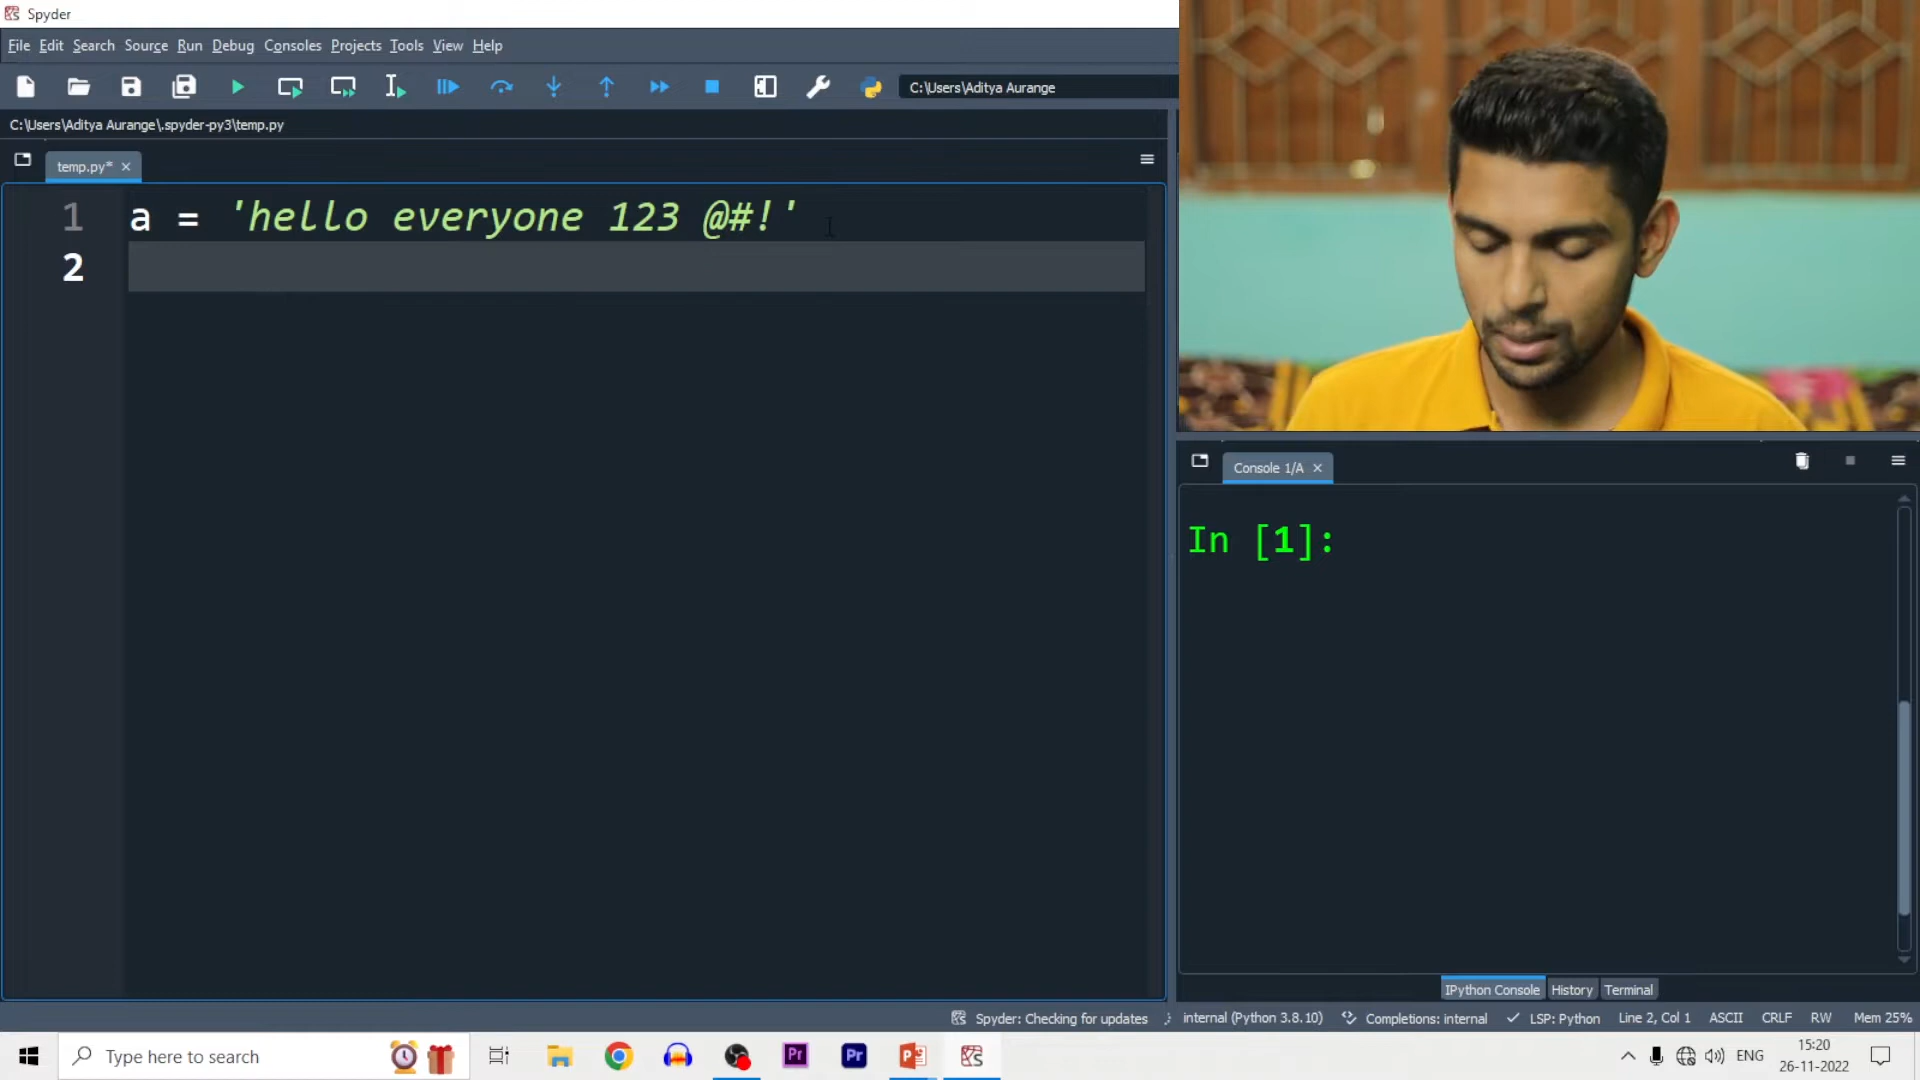 Spyder
File Edit Search Source Run Debug Consoles Projects Tools View Help
C:\Users\Aditya Aurange
C:\Users\Aditya Aurange\.spyder-py3\temp.py
temp.py*
1 a = 'hello everyone 123 @#!'
2
Console 1/A
In [1]:
IPython Console History Terminal
Spyder: Checking for updates internal (Python 3.8.10) Completions: internal LSP: Python Line 2, Col 1 ASCII CRLF RW Mem 25%
Type here to search
Pr Pr
ENG
15:20
26-11-2022